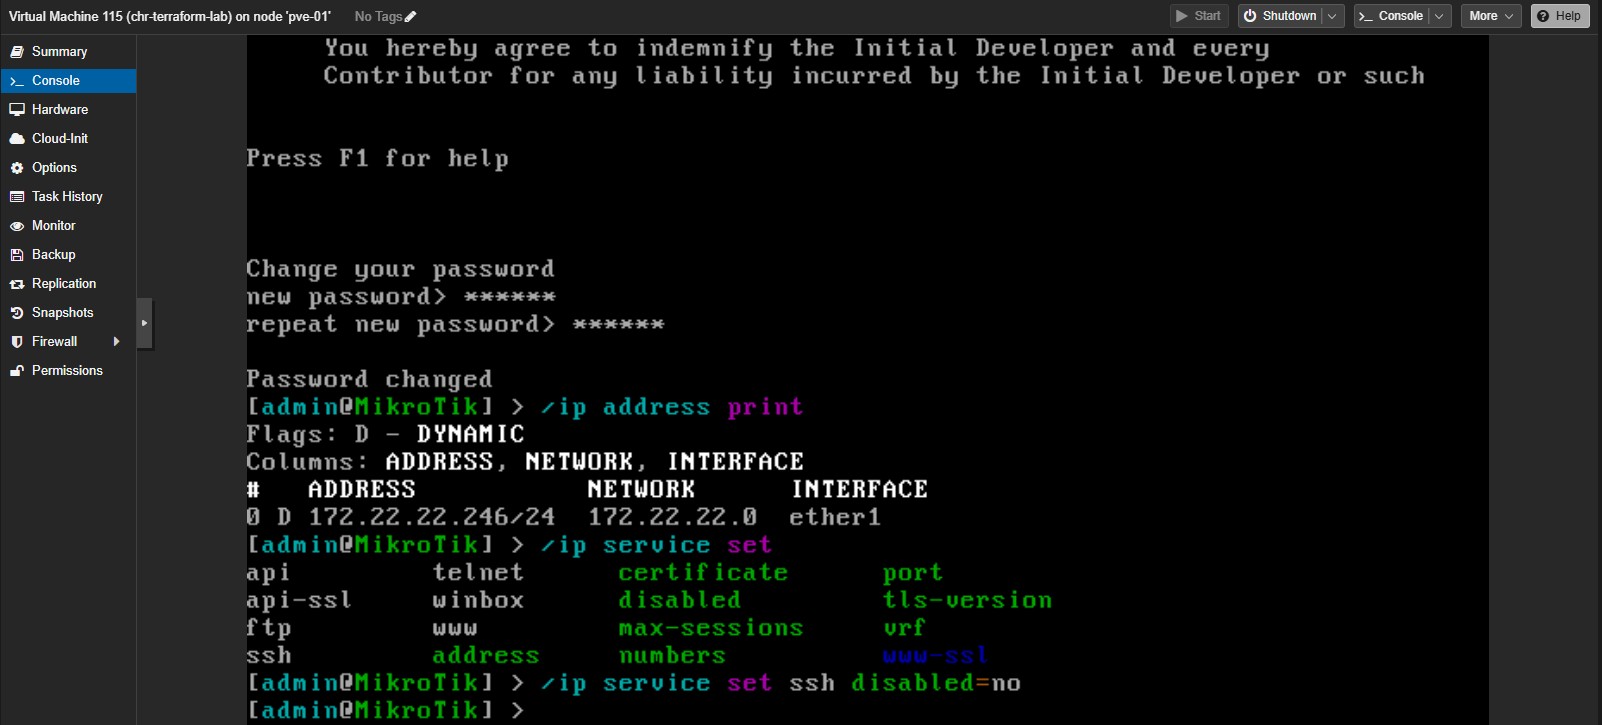 Virtual Machine 115 (chr-terraform-lab) on node 'pve-01' No Tags Start Shutdown Console More Help
Summary
Console
Hardware
Cloud-Init
Options
Task History
Monitor
Backup
Replication
Snapshots
Firewall
Permissions
You hereby agree to indemnify the Initial Developer and every
Contributor for any liability incurred by the Initial Developer or such
Press F1 for help
Change your password
new password> ******
repeat new password> ******
Password changed
[admin@MikroTik] > /ip address print
Flags: D - DYNAMIC
Columns: ADDRESS, NETWORK, INTERFACE
# ADDRESS NETWORK INTERFACE
0 D 172.22.22.246/24 172.22.22.0 ether1
[admin@MikroTik] > /ip service set
api telnet certificate port
api-ssl winbox disabled tls-version
ftp www max-sessions vrf
ssh address numbers www-ssl
[admin@MikroTik] > /ip service set ssh disabled=no
[admin@MikroTik] >